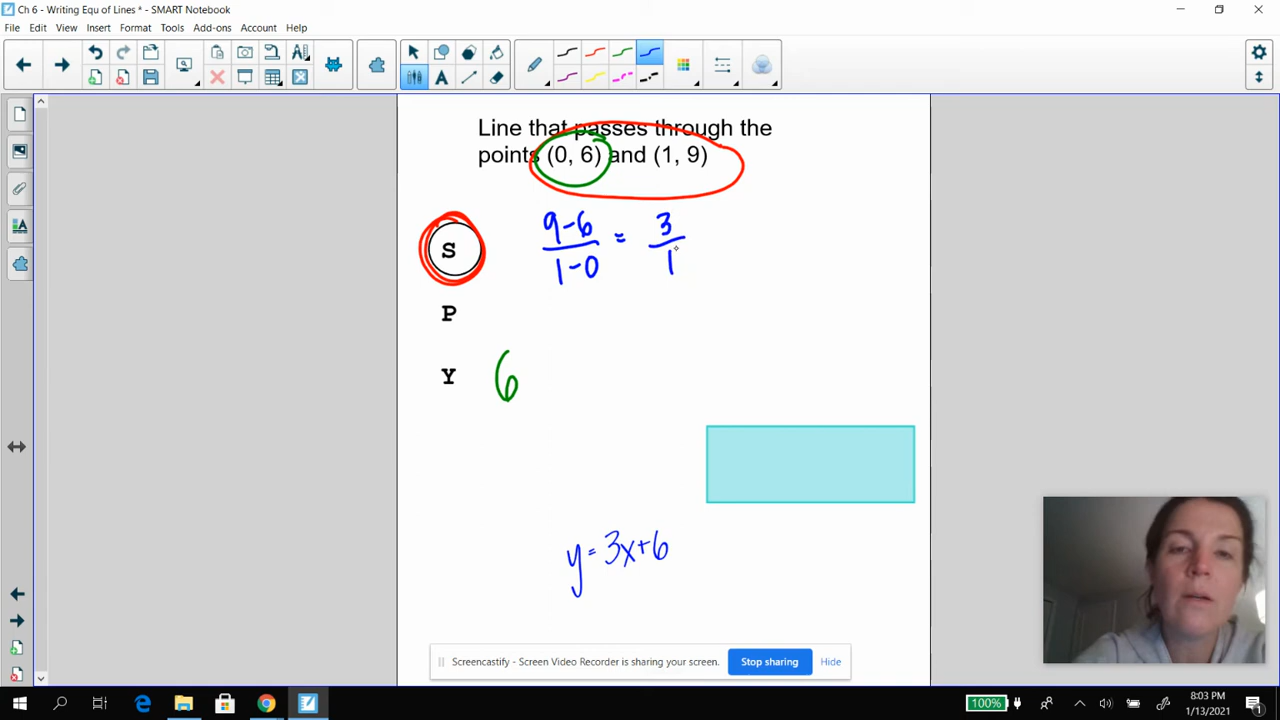 Ch 6 - Writing Equ of Lines * - SMART Notebook
File Edit View Insert Format Tools Add-ons Account Help
Line that passes through the
points (0, 6) and (1, 9)
S
9-6
1-0
=
3
1
P
Y 6
y=3x+6
Screencastify - Screen Video Recorder is sharing your screen. Stop sharing Hide
100%
8:03 PM
1/13/2021
1